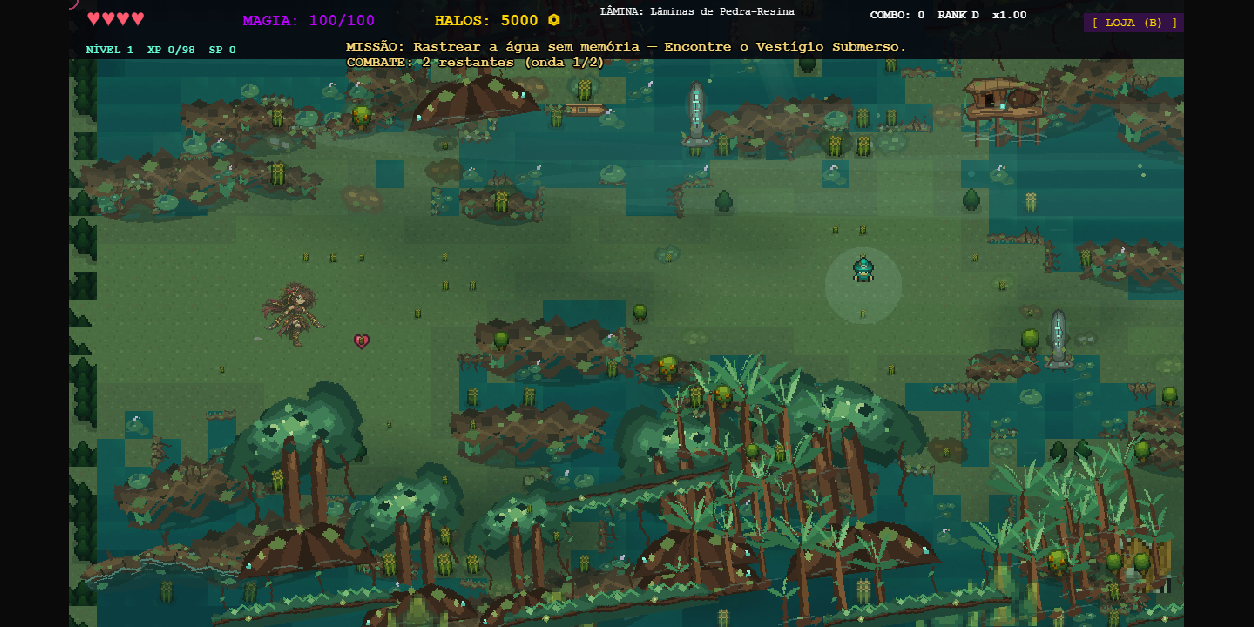 MAGIA: 100/100
HALOS: 5000
LÂMINA: Lâminas de Pedra-Resina
COMBO: 0 RANK D x1.00
[ LOJA (B) ]
NÍVEL 1 XP 0/98 SP 0
MISSÃO: Rastrear a água sem memória — Encontre o Vestígio Submerso.
COMBATE: 2 restantes (onda 1/2)